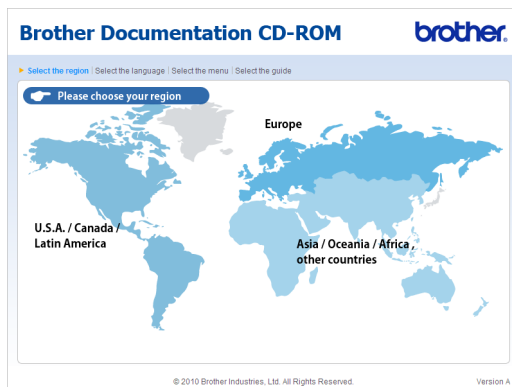 Brother Documentation CD-ROM
brother.
Select the region | Select the language | Select the menu | Select the guide
Please choose your region
Europe
U.S.A. / Canada /
Latin America
Asia / Oceania / Africa ,
other countries
© 2010 Brother Industries, Ltd. All Rights Reserved.
Version A